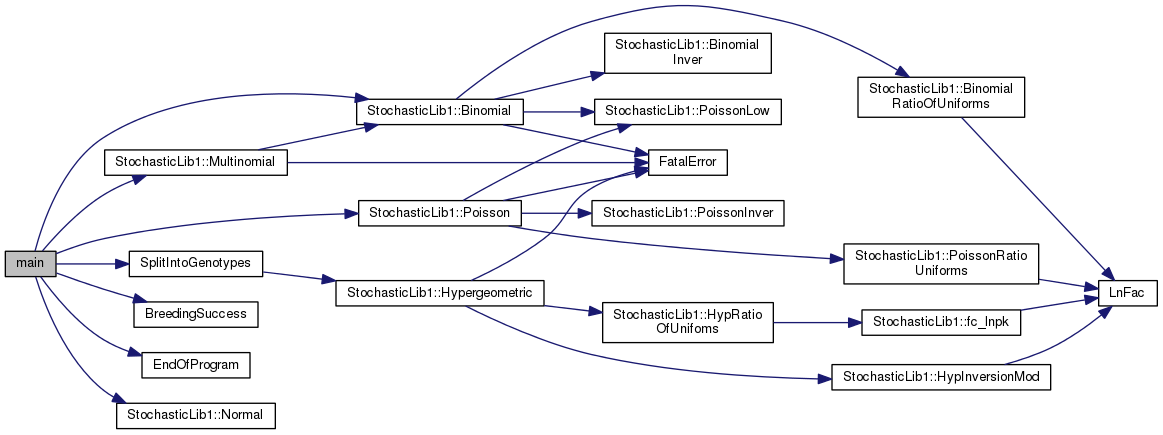 StochasticLib1::Binomial
Inver
StochasticLib1::Binomial
RatioOfUniforms
StochasticLib1::Binomial
StochasticLib1::PoissonLow
StochasticLib1::Multinomial
FatalError
StochasticLib1::Poisson
StochasticLib1::PoissonInver
main
SplitIntoGenotypes
StochasticLib1::PoissonRatio
Uniforms
StochasticLib1::Hypergeometric
LnFac
BreedingSuccess
StochasticLib1::HypRatio
OfUnifoms
StochasticLib1::fc_lnpk
EndOfProgram
StochasticLib1::HypInversionMod
StochasticLib1::Normal